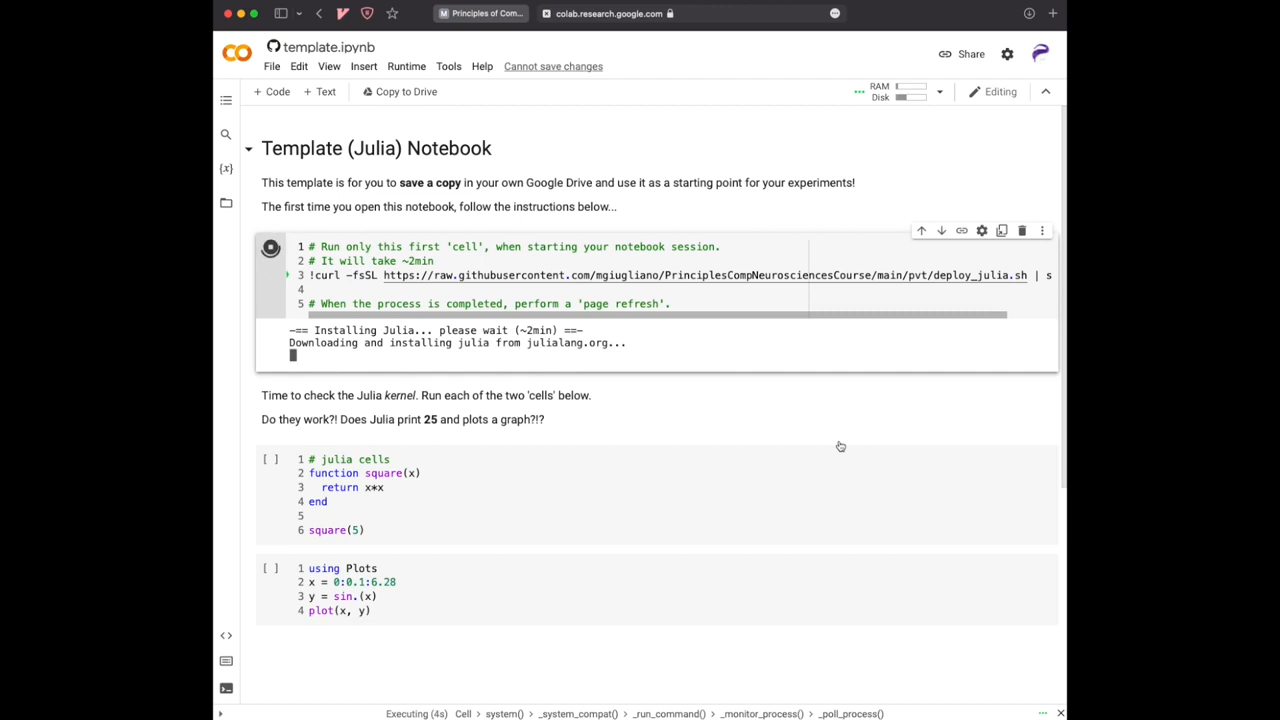 Principles of Com...
colab.research.google.com
template.ipynb
File Edit View Insert Runtime Tools Help Cannot save changes
Share
+ Code + Text Copy to Drive
RAM
Disk
Editing
Template (Julia) Notebook
This template is for you to save a copy in your own Google Drive and use it as a starting point for your experiments!
The first time you open this notebook, follow the instructions below...
1 # Run only this first 'cell', when starting your notebook session.
2 # It will take ~2min
3 !curl -fsSL https://raw.githubusercontent.com/mgiugliano/PrinciplesCompNeurosciencesCourse/main/pvt/deploy_julia.sh | s
4
5 # When the process is completed, perform a 'page refresh'.
-== Installing Julia... please wait (~2min) ==-
Downloading and installing julia from julialang.org...
Time to check the Julia kernel. Run each of the two 'cells' below.
Do they work?! Does Julia print 25 and plots a graph?!?
[ ] 1 # julia cells
2 function square(x)
3 return x*x
4 end
5
6 square(5)
[ ] 1 using Plots
2 x = 0:0.1:6.28
3 y = sin.(x)
4 plot(x, y)
Executing (4s) Cell > system() > _system_compat() > _run_command() > _monitor_process() > _poll_process()